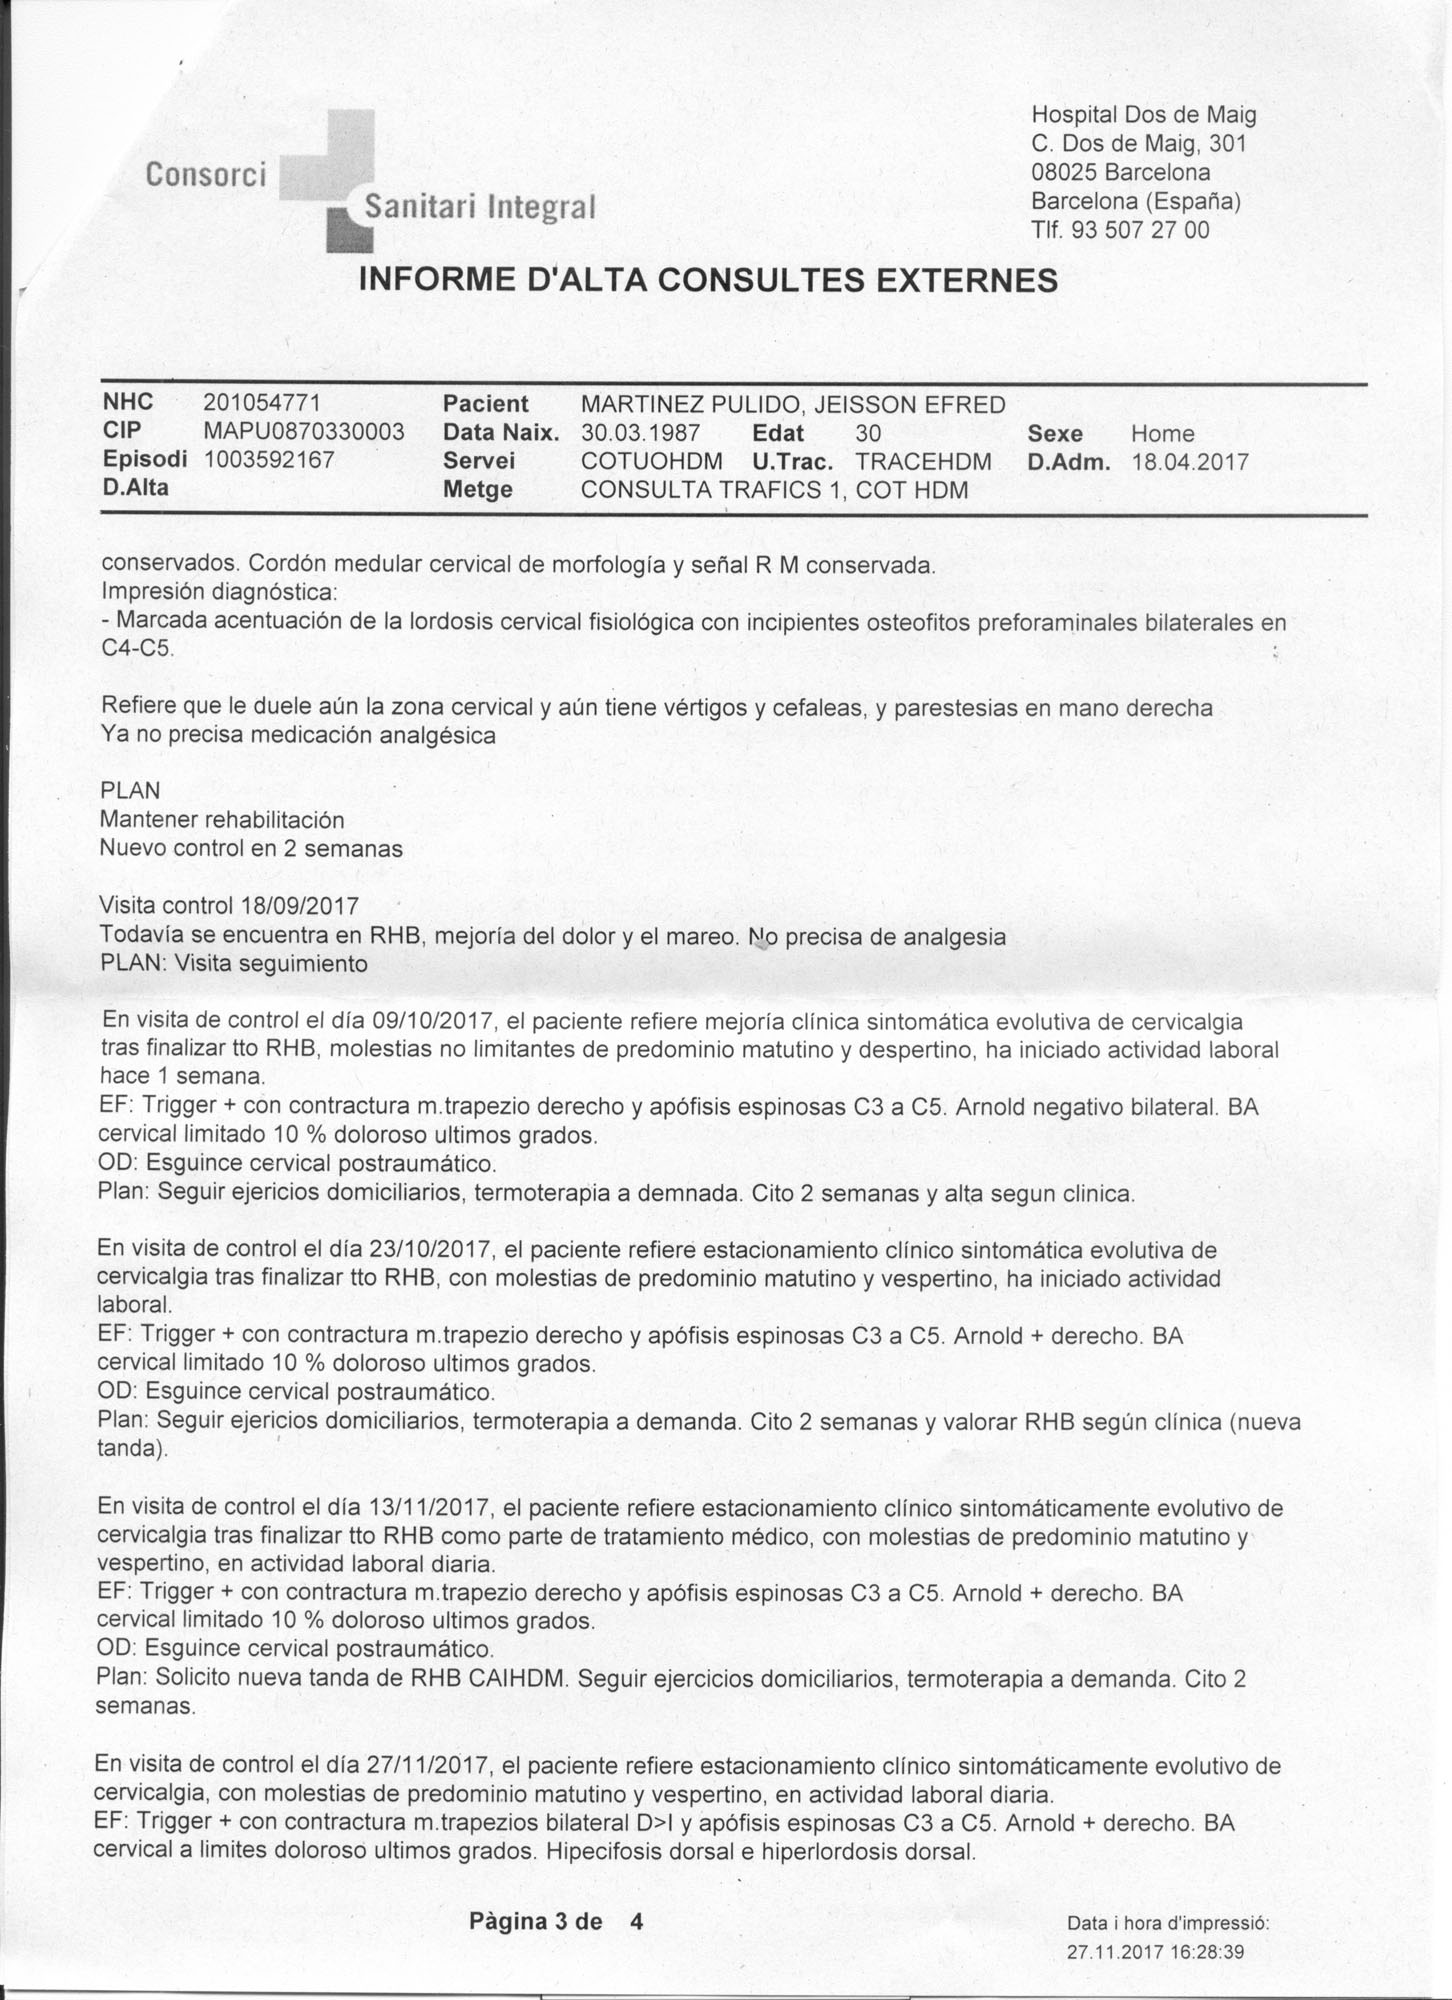 Hospital Dos de Maig
C. Dos de Maig, 301
08025 Barcelona
Barcelona (España)
Tlf. 93 507 27 00
Consorci
Sanitari Integral
INFORME D'ALTA CONSULTES EXTERNES
NHC 201054771 Pacient MARTINEZ PULIDO, JEISSON EFRED
CIP MAPU0870330003 Data Naix. 30.03.1987 Edat 30 Sexe Home
Episodi 1003592167 Servei COTUOHDM U.Trac. TRACEHDM D.Adm. 18.04.2017
D.Alta Metge CONSULTA TRAFICS 1, COT HDM
conservados. Cordón medular cervical de morfología y señal R M conservada.
Impresión diagnóstica:
- Marcada acentuación de la lordosis cervical fisiológica con incipientes osteofitos preforaminales bilaterales en
C4-C5.
Refiere que le duele aún la zona cervical y aún tiene vértigos y cefaleas, y parestesias en mano derecha
Ya no precisa medicación analgésica
PLAN
Mantener rehabilitación
Nuevo control en 2 semanas
Visita control 18/09/2017
Todavía se encuentra en RHB, mejoría del dolor y el mareo. No precisa de analgesia
PLAN: Visita seguimiento
En visita de control el día 09/10/2017, el paciente refiere mejoría clínica sintomática evolutiva de cervicalgia
tras finalizar tto RHB, molestias no limitantes de predominio matutino y despertino, ha iniciado actividad laboral
hace 1 semana.
EF: Trigger + con contractura m.trapezio derecho y apófisis espinosas C3 a C5. Arnold negativo bilateral. BA
cervical limitado 10 % doloroso ultimos grados.
OD: Esguince cervical postraumático.
Plan: Seguir ejericios domiciliarios, termoterapia a demnada. Cito 2 semanas y alta segun clinica.
En visita de control el día 23/10/2017, el paciente refiere estacionamiento clínico sintomática evolutiva de
cervicalgia tras finalizar tto RHB, con molestias de predominio matutino y vespertino, ha iniciado actividad
laboral.
EF: Trigger + con contractura m.trapezio derecho y apófisis espinosas C3 a C5. Arnold + derecho. BA
cervical limitado 10 % doloroso ultimos grados.
OD: Esguince cervical postraumático.
Plan: Seguir ejericios domiciliarios, termoterapia a demanda. Cito 2 semanas y valorar RHB según clínica (nueva
tanda).
En visita de control el día 13/11/2017, el paciente refiere estacionamiento clínico sintomáticamente evolutivo de
cervicalgia tras finalizar tto RHB como parte de tratamiento médico, con molestias de predominio matutino y
vespertino, en actividad laboral diaria.
EF: Trigger + con contractura m.trapezio derecho y apófisis espinosas C3 a C5. Arnold + derecho. BA
cervical limitado 10 % doloroso ultimos grados.
OD: Esguince cervical postraumático.
Plan: Solicito nueva tanda de RHB CAIHDM. Seguir ejercicios domiciliarios, termoterapia a demanda. Cito 2
semanas.
En visita de control el día 27/11/2017, el paciente refiere estacionamiento clínico sintomáticamente evolutivo de
cervicalgia, con molestias de predominio matutino y vespertino, en actividad laboral diaria.
EF: Trigger + con contractura m.trapezios bilateral D>I y apófisis espinosas C3 a C5. Arnold + derecho. BA
cervical a limites doloroso ultimos grados. Hipecifosis dorsal e hiperlordosis dorsal.
Pàgina 3 de 4
Data i hora d'impressió:
27.11.2017 16:28:39